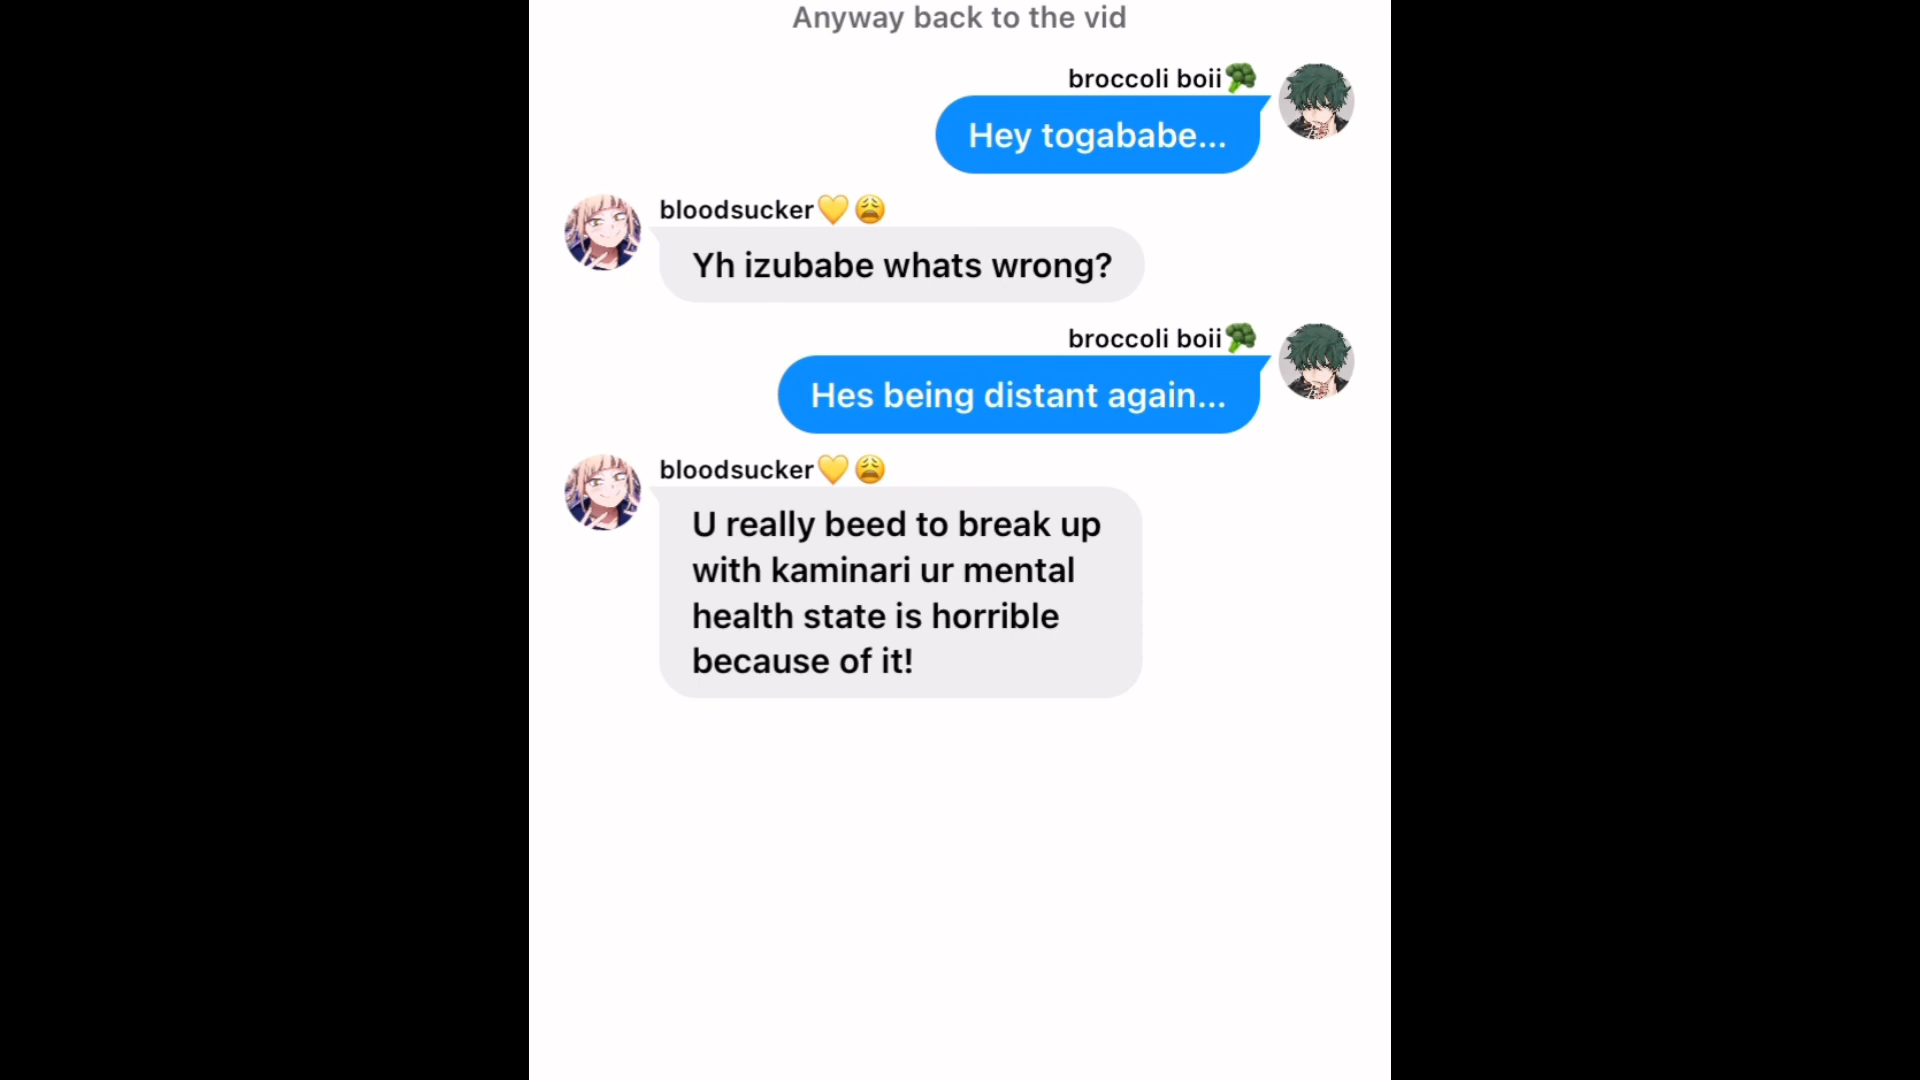 Anyway back to the vid
broccoli boii🥦
Hey togababe...
bloodsucker💛😩
Yh izubabe whats wrong?
broccoli boii🥦
Hes being distant again...
bloodsucker💛😩
U really beed to break up
with kaminari ur mental
health state is horrible
because of it!